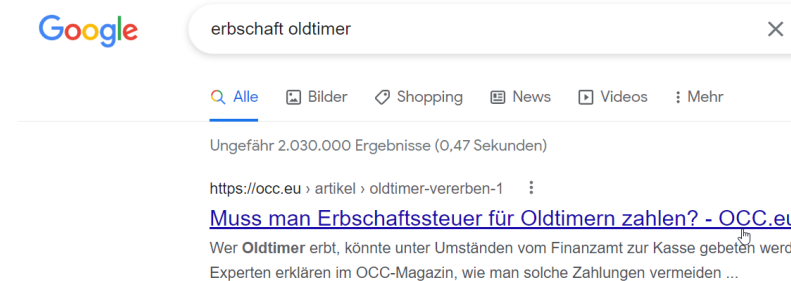 Google
erbschaft oldtimer
Alle Bilder Shopping News Videos Mehr
Ungefähr 2.030.000 Ergebnisse (0,47 Sekunden)
https://occ.eu › artikel › oldtimer-vererben-1
Muss man Erbschaftssteuer für Oldtimern zahlen? - OCC.eu
Wer Oldtimer erbt, könnte unter Umständen vom Finanzamt zur Kasse gebeten werd
Experten erklären im OCC-Magazin, wie man solche Zahlungen vermeiden ...